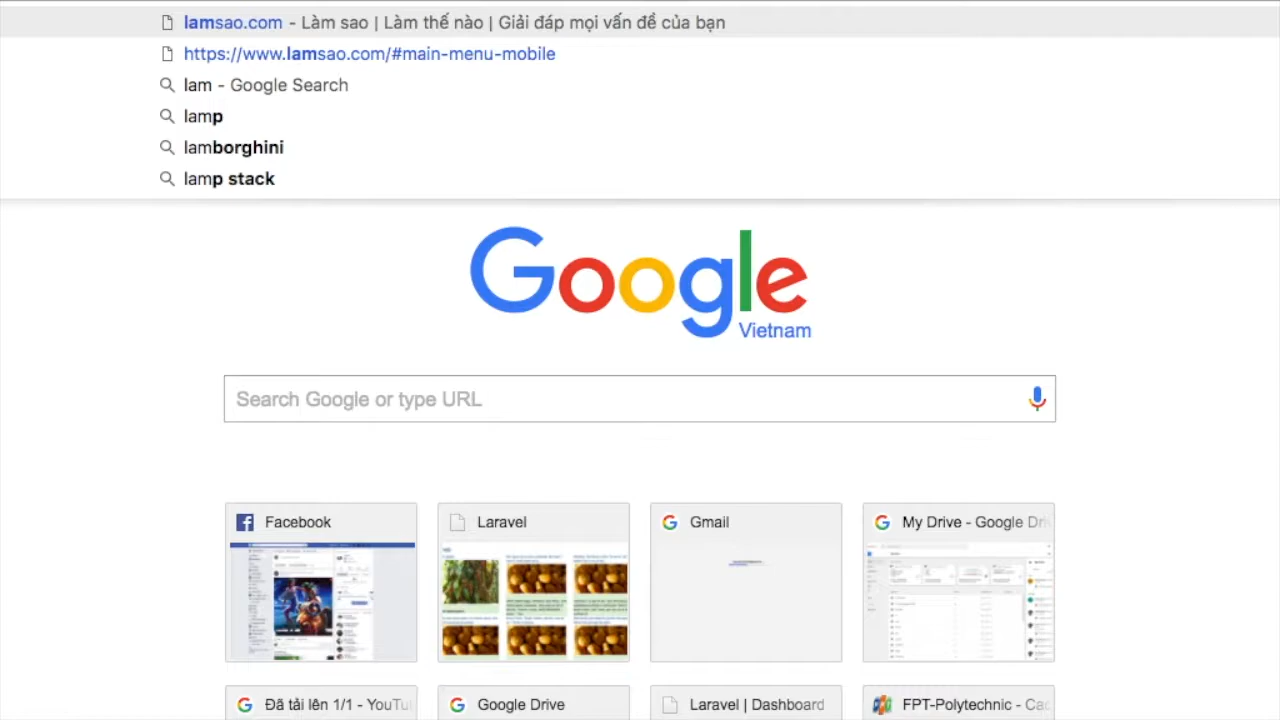 lamsao.com - Làm sao | Làm thế nào | Giải đáp mọi vấn đề của bạn
https://www.lamsao.com/#main-menu-mobile
lam - Google Search
lamp
lamborghini
lamp stack
Google
Vietnam
Search Google or type URL
Facebook
Laravel
Gmail
My Drive - Google Driv
Đã tải lên 1/1 - YouTu
Google Drive
Laravel | Dashboard
FPT-Polytechnic - Cao